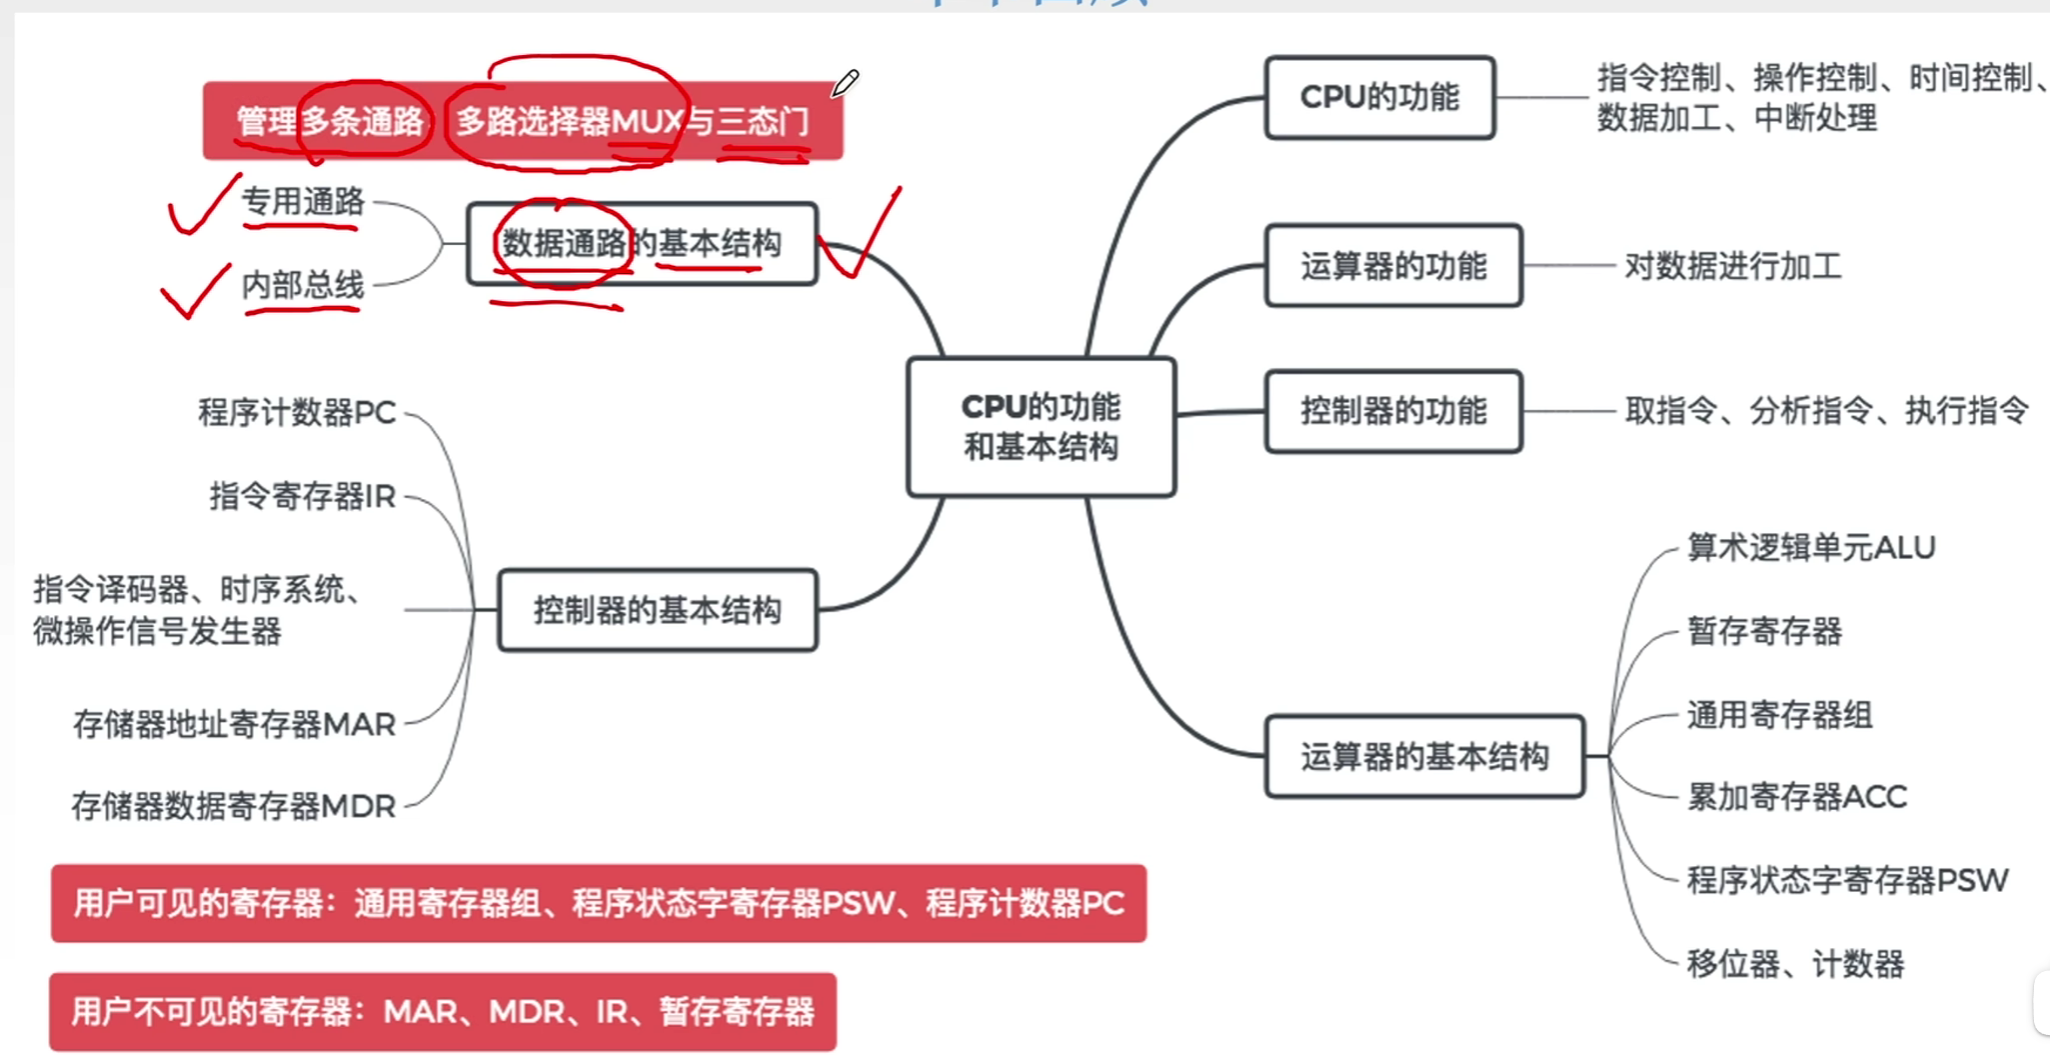 管理多条通路：多路选择器MUX与三态门
专用通路
内部总线
数据通路的基本结构
程序计数器PC
指令寄存器IR
指令译码器、时序系统、
微操作信号发生器
存储器地址寄存器MAR
存储器数据寄存器MDR
控制器的基本结构
CPU的功能
和基本结构
CPU的功能
指令控制、操作控制、时间控制、
数据加工、中断处理
运算器的功能
对数据进行加工
控制器的功能
取指令、分析指令、执行指令
运算器的基本结构
算术逻辑单元ALU
暂存寄存器
通用寄存器组
累加寄存器ACC
程序状态字寄存器PSW
移位器、计数器
用户可见的寄存器：通用寄存器组、程序状态字寄存器PSW、程序计数器PC
用户不可见的寄存器：MAR、MDR、IR、暂存寄存器